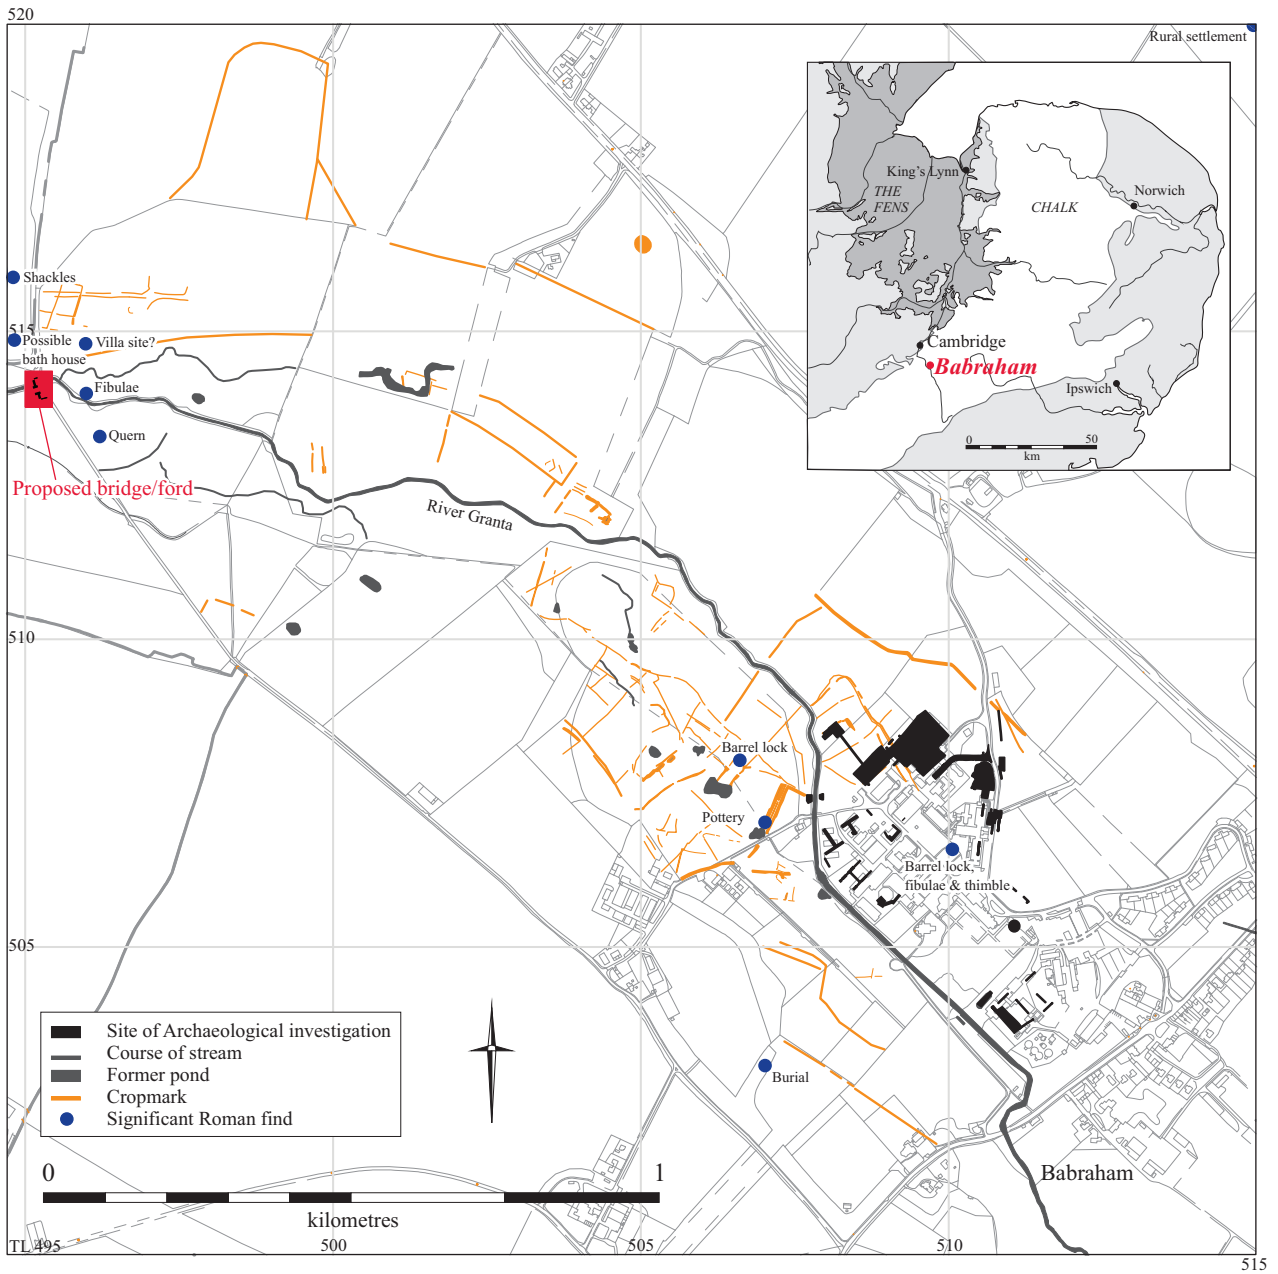 520
Rural settlement
King's Lynn
THE
FENS
CHALK
Norwich
Cambridge
Babraham
Ipswich
0
50
km
Shackles
515
Possible
bath house
Villa site?
Fibulae
Quern
Proposed bridge/ford
River Granta
510
Barrel lock
Pottery
Barrel lock,
fibulae & thimble
505
Site of Archaeological investigation
Course of stream
Former pond
Cropmark
Significant Roman find
Burial
Babraham
0
1
kilometres
TL 495
500
505
510
515